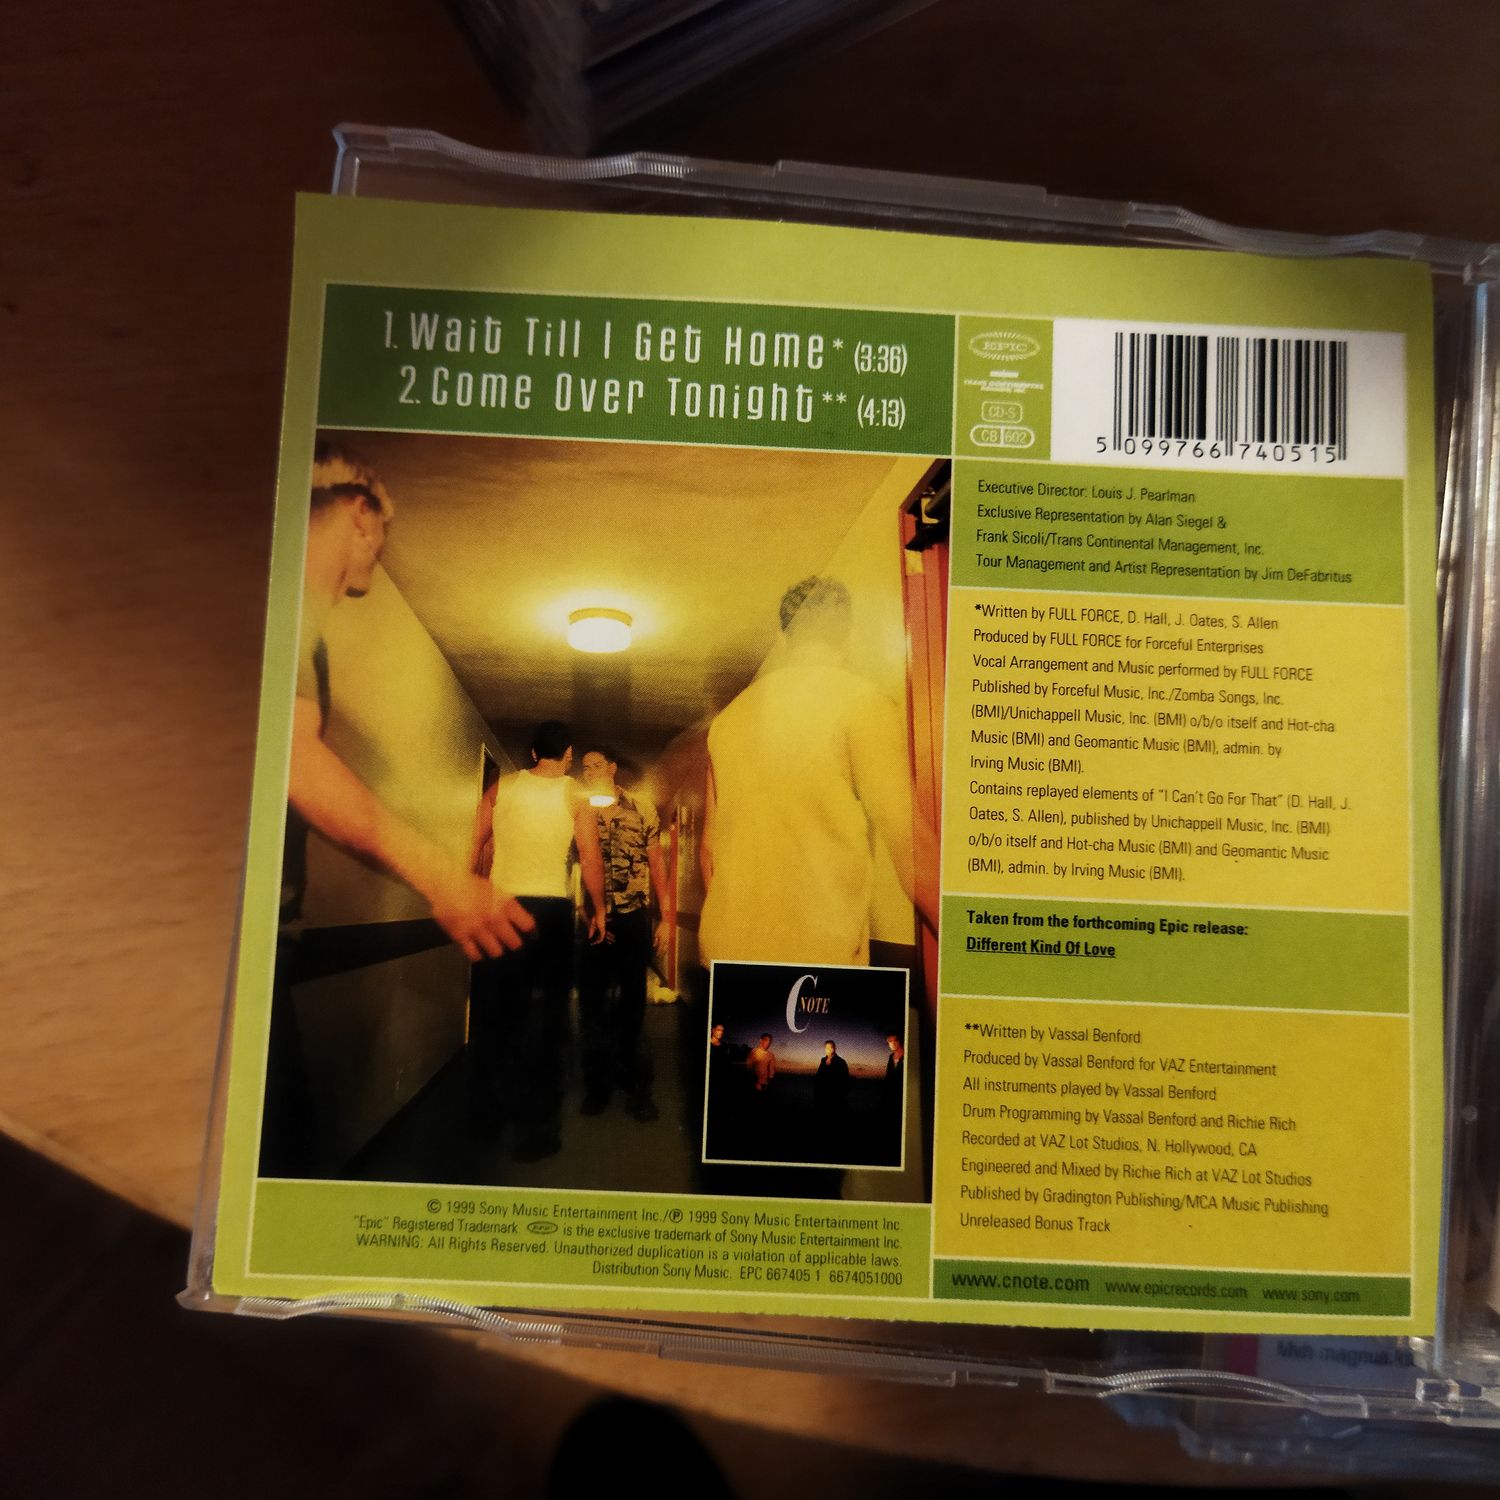 1. Wait Till I Get Home* (3:36)
2. Come Over Tonight** (4:13)
EPIC
TRANS CONTINENTAL
CD-S
CB 602
5 099766 740515
Executive Director: Louis J. Pearlman
Exclusive Representation by Alan Siegel &
Frank Sicoli/Trans Continental Management, Inc.
Tour Management and Artist Representation by Jim DeFabritus
*Written by FULL FORCE, D. Hall, J. Oates, S. Allen
Produced by FULL FORCE for Forceful Enterprises
Vocal Arrangement and Music performed by FULL FORCE
Published by Forceful Music, Inc./Zomba Songs, Inc.
(BMI)/Unichappell Music, Inc. (BMI) o/b/o itself and Hot-cha
Music (BMI) and Geomantic Music (BMI), admin. by
Irving Music (BMI).
Contains replayed elements of "I Can't Go For That" (D. Hall, J.
Oates, S. Allen), published by Unichappell Music, Inc. (BMI)
o/b/o itself and Hot-cha Music (BMI) and Geomantic Music
(BMI), admin. by Irving Music (BMI).
Taken from the forthcoming Epic release:
Different Kind Of Love
**Written by Vassal Benford
Produced by Vassal Benford for VAZ Entertainment
All instruments played by Vassal Benford
Drum Programming by Vassal Benford and Richie Rich
Recorded at VAZ Lot Studios, N. Hollywood, CA
Engineered and Mixed by Richie Rich at VAZ Lot Studios
Published by Gradington Publishing/MCA Music Publishing
Unreleased Bonus Track
www.cnote.com www.epicrecords.com www.sony.com
C NOTE
© 1999 Sony Music Entertainment Inc./℗ 1999 Sony Music Entertainment Inc.
"Epic" Registered Trademark. EPIC is the exclusive trademark of Sony Music Entertainment Inc.
WARNING: All Rights Reserved. Unauthorized duplication is a violation of applicable laws.
Distribution Sony Music. EPC 667405 1 6674051000